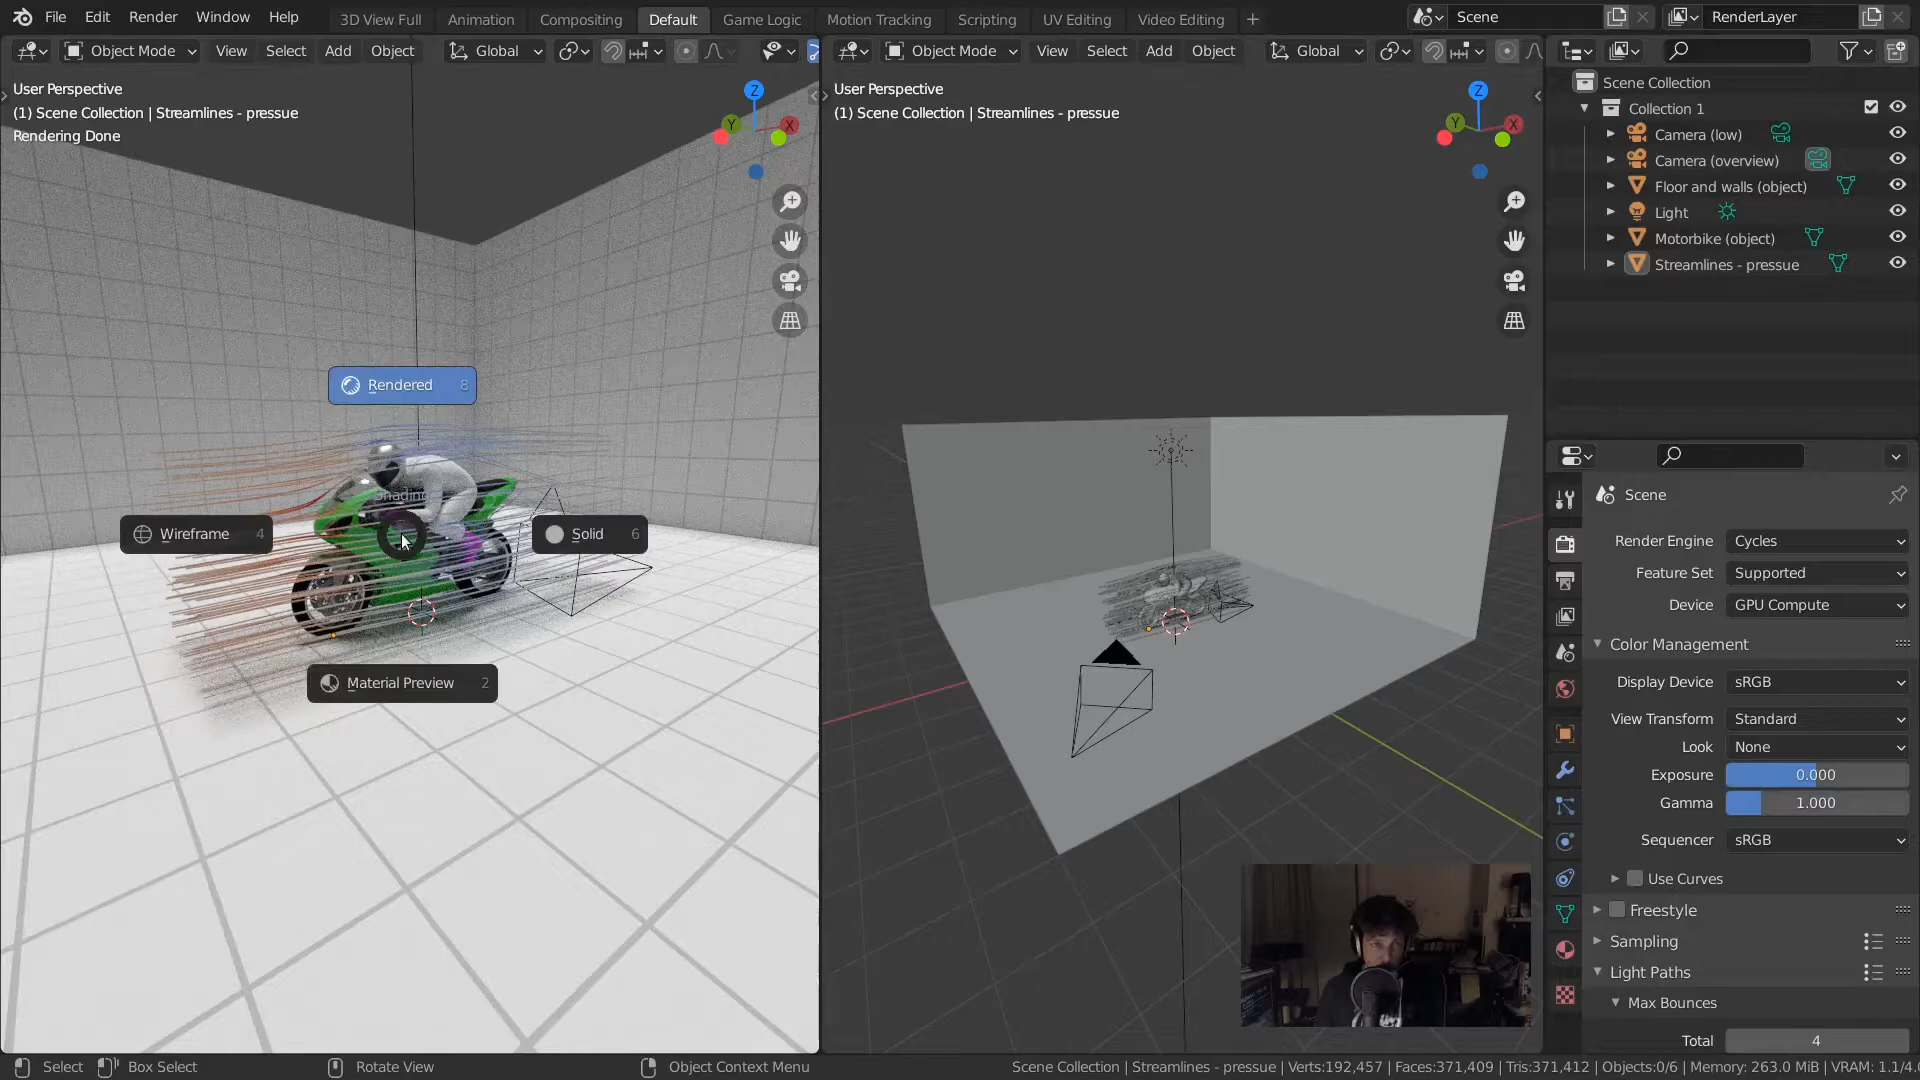 File Edit Render Window Help 3D View Full Animation Compositing Default Game Logic Motion Tracking Scripting UV Editing Video Editing + Scene RenderLayer
Object Mode View Select Add Object Global Object Mode View Select Add Object Global
User Perspective
(1) Scene Collection | Streamlines - pressue
Rendering Done
User Perspective
(1) Scene Collection | Streamlines - pressue
Z
Y
X
Z
Y
X
Rendered 8
Shading
Wireframe 4
Solid 6
Material Preview 2
Scene Collection
Collection 1
Camera (low)
Camera (overview)
Floor and walls (object)
Light
Motorbike (object)
Streamlines - pressue
Scene
Render Engine Cycles
Feature Set Supported
Device GPU Compute
Color Management
Display Device sRGB
View Transform Standard
Look None
Exposure 0.000
Gamma 1.000
Sequencer sRGB
Use Curves
Freestyle
Sampling
Light Paths
Max Bounces
Total 4
Select Box Select Rotate View Object Context Menu Scene Collection | Streamlines - pressue | Verts:192,457 | Faces:371,409 | Tris:371,412 | Objects:0/6 | Memory: 263.0 MiB | VRAM: 1.1/4.